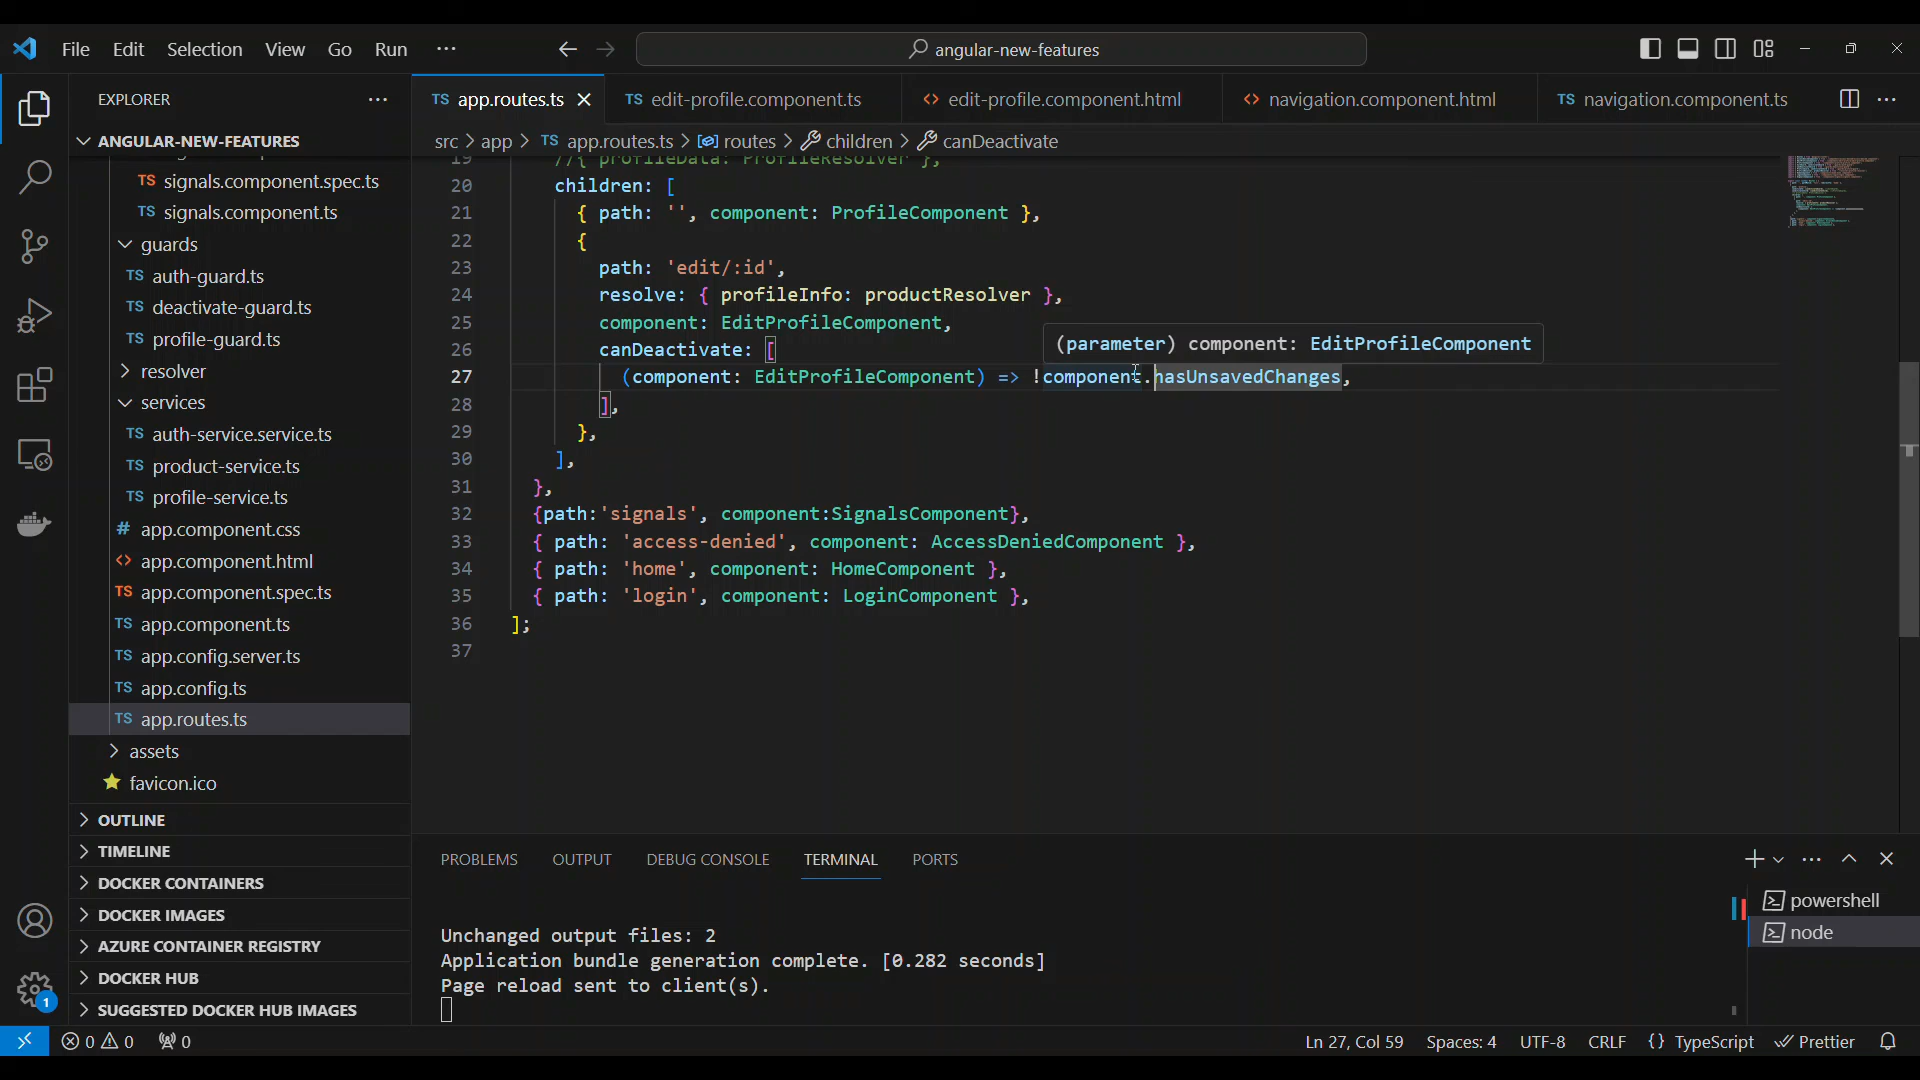 File Edit Selection View Go Run ···
angular-new-features
EXPLORER ···
ANGULAR-NEW-FEATURES
TS signals.component.spec.ts
TS signals.component.ts
guards
TS auth-guard.ts
TS deactivate-guard.ts
TS profile-guard.ts
resolver
services
TS auth-service.service.ts
TS product-service.ts
TS profile-service.ts
# app.component.css
<> app.component.html
TS app.component.spec.ts
TS app.component.ts
TS app.config.server.ts
TS app.config.ts
TS app.routes.ts
assets
favicon.ico
OUTLINE
TIMELINE
DOCKER CONTAINERS
DOCKER IMAGES
AZURE CONTAINER REGISTRY
DOCKER HUB
SUGGESTED DOCKER HUB IMAGES
1
TS app.routes.ts
TS edit-profile.component.ts
<> edit-profile.component.html
<> navigation.component.html
TS navigation.component.ts
src > app > TS app.routes.ts > routes > children > canDeactivate
19 //{ profileData: ProfileResolver },
20 children: [
21 { path: '', component: ProfileComponent },
22 {
23 path: 'edit/:id',
24 resolve: { profileInfo: productResolver },
25 component: EditProfileComponent,
26 canDeactivate: [
(parameter) component: EditProfileComponent
27 (component: EditProfileComponent) => !component.hasUnsavedChanges,
28 ],
29 },
30 ],
31 },
32 {path:'signals', component:SignalsComponent},
33 { path: 'access-denied', component: AccessDeniedComponent },
34 { path: 'home', component: HomeComponent },
35 { path: 'login', component: LoginComponent },
36 ];
37
PROBLEMS OUTPUT DEBUG CONSOLE TERMINAL PORTS
Unchanged output files: 2
Application bundle generation complete. [0.282 seconds]
Page reload sent to client(s).
powershell
node
0 0 0
Ln 27, Col 59 Spaces: 4 UTF-8 CRLF {} TypeScript Prettier